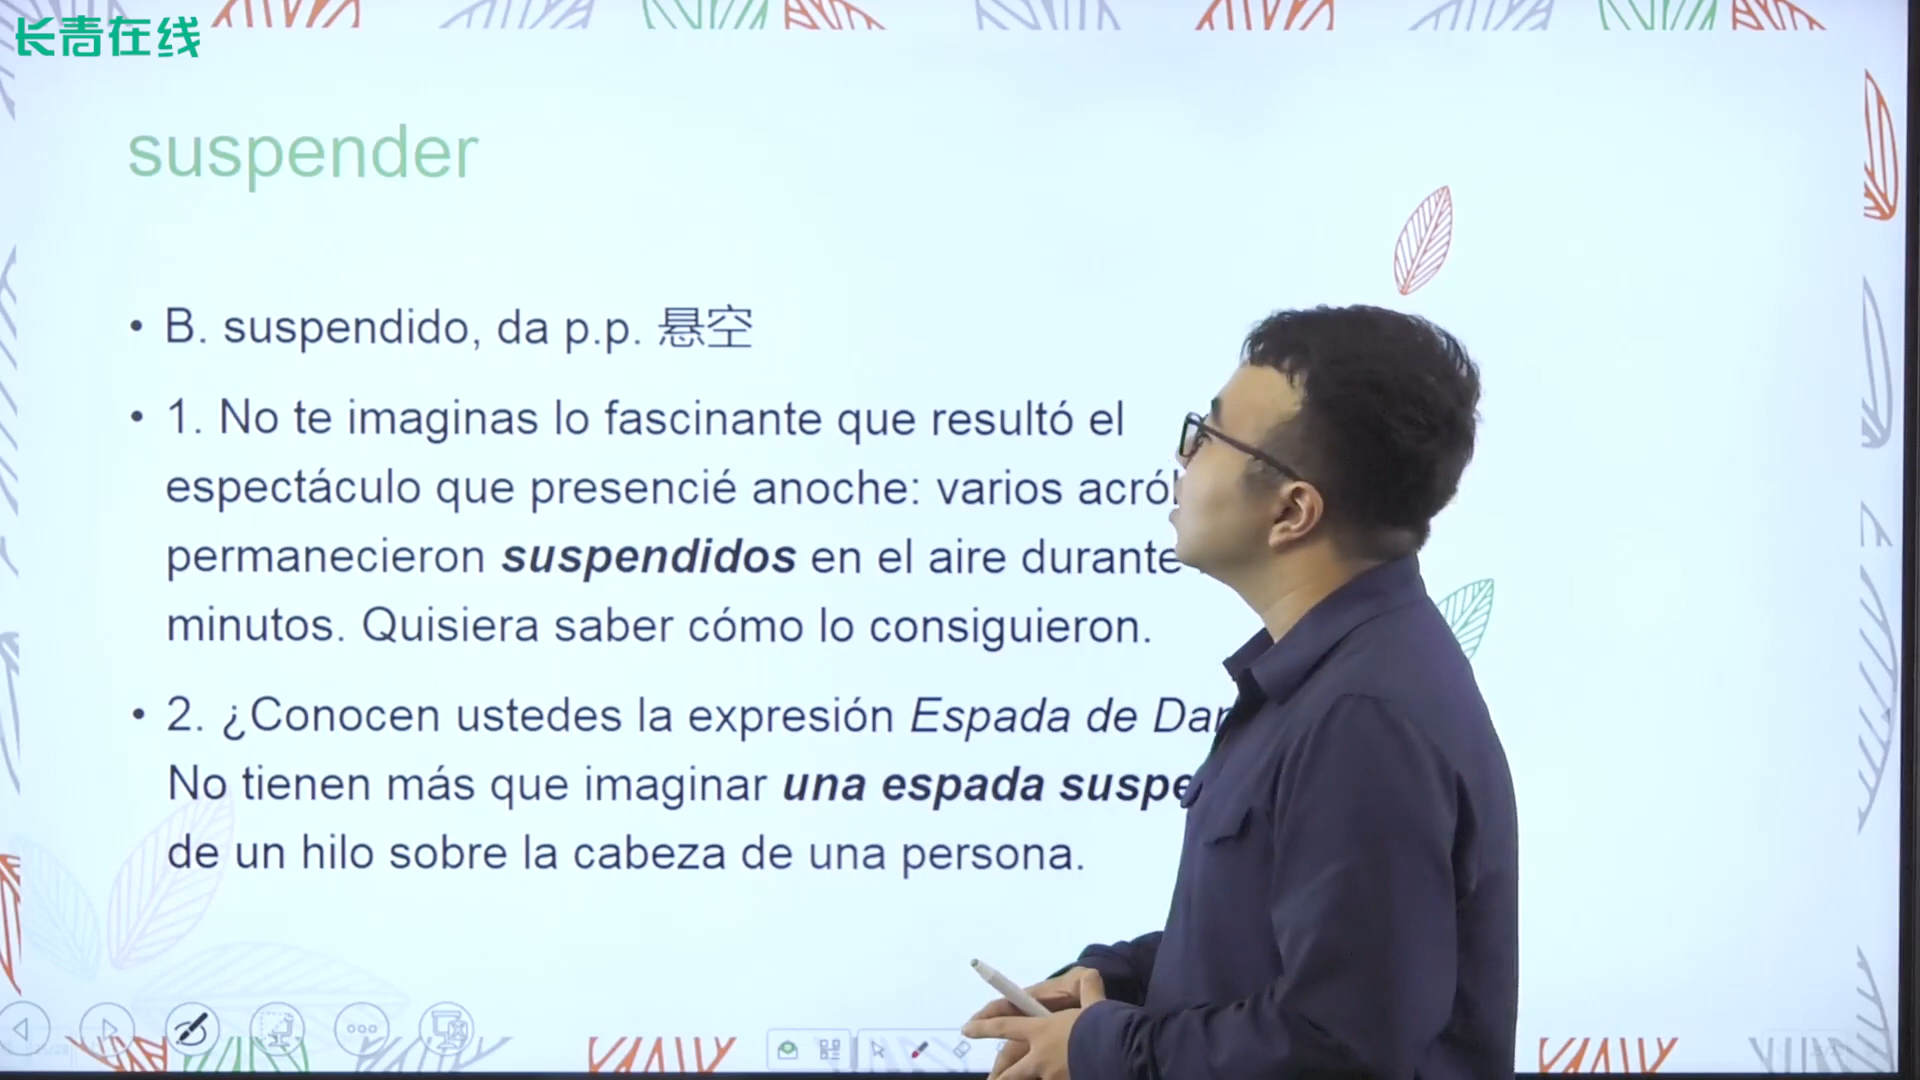 长青在线
suspender
• B. suspendido, da p.p. 悬空
• 1. No te imaginas lo fascinante que resultó el
espectáculo que presencié anoche: varios
permanecieron suspendidos en el aire durante
minutos. Quisiera saber cómo lo consiguieron.
• 2. ¿Conocen ustedes la expresión Espada de
No tienen más que imaginar una espada
de un hilo sobre la cabeza de una persona.